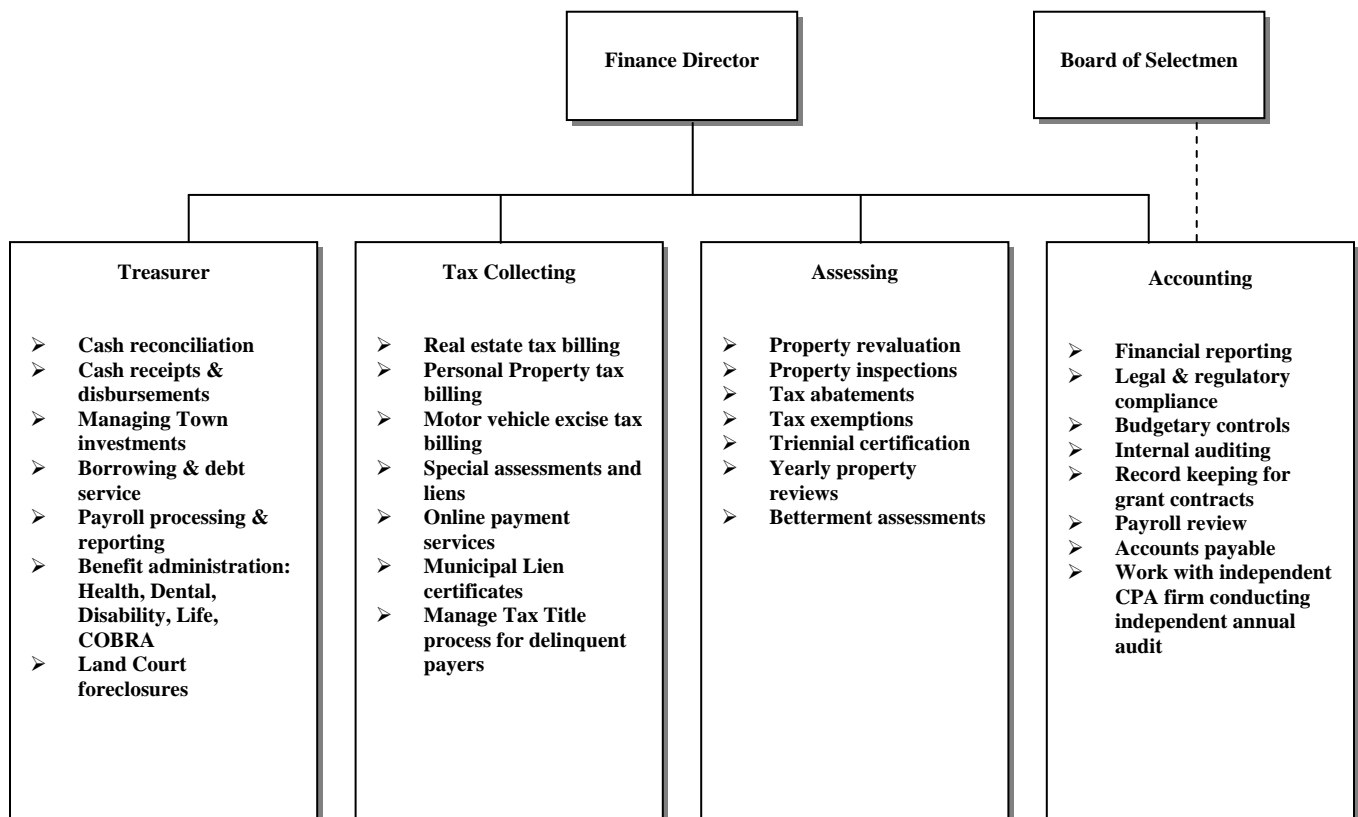 Finance Director
Board of Selectmen
Treasurer
➢ Cash reconciliation
➢ Cash receipts &
disbursements
➢ Managing Town
investments
➢ Borrowing & debt
service
➢ Payroll processing &
reporting
➢ Benefit administration:
Health, Dental,
Disability, Life,
COBRA
➢ Land Court
foreclosures
Tax Collecting
➢ Real estate tax billing
➢ Personal Property tax
billing
➢ Motor vehicle excise tax
billing
➢ Special assessments and
liens
➢ Online payment
services
➢ Municipal Lien
certificates
➢ Manage Tax Title
process for delinquent
payers
Assessing
➢ Property revaluation
➢ Property inspections
➢ Tax abatements
➢ Tax exemptions
➢ Triennial certification
➢ Yearly property
reviews
➢ Betterment assessments
Accounting
➢ Financial reporting
➢ Legal & regulatory
compliance
➢ Budgetary controls
➢ Internal auditing
➢ Record keeping for
grant contracts
➢ Payroll review
➢ Accounts payable
➢ Work with independent
CPA firm conducting
independent annual
audit